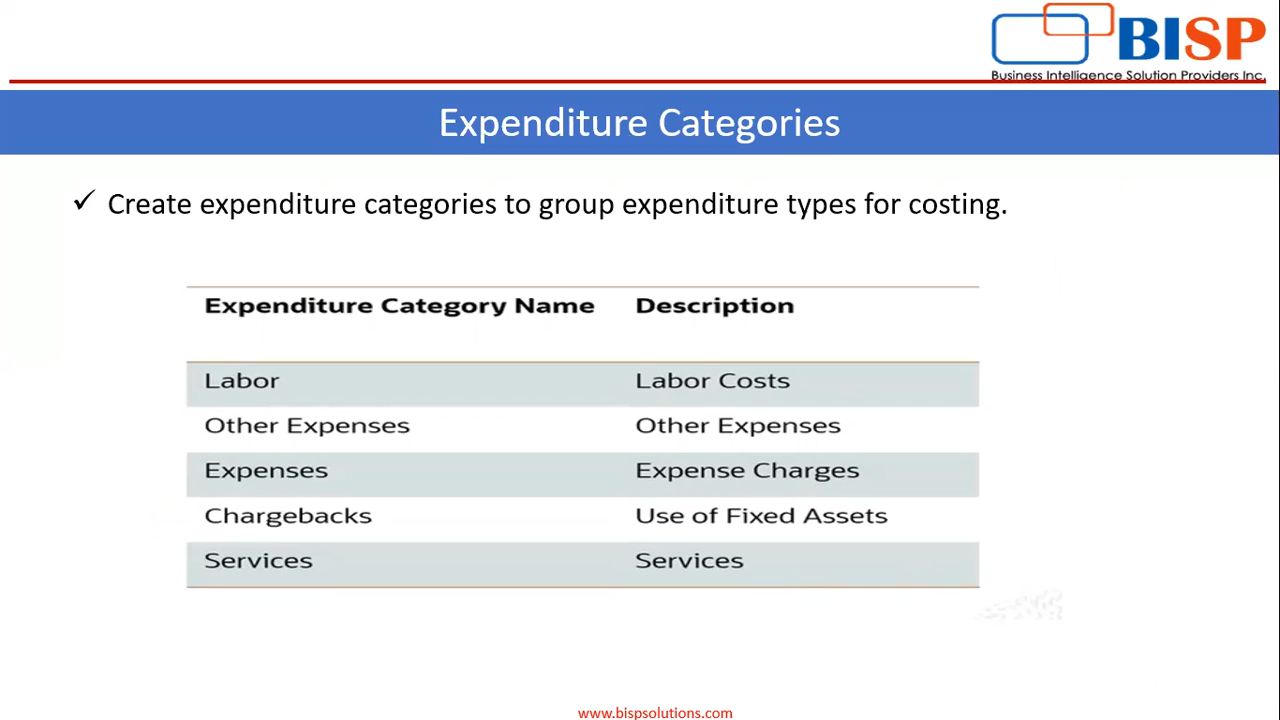 BISP
Business Intelligence Solution Providers Inc.
Expenditure Categories
✓ Create expenditure categories to group expenditure types for costing.
Expenditure Category Name Description
Labor Labor Costs
Other Expenses Other Expenses
Expenses Expense Charges
Chargebacks Use of Fixed Assets
Services Services
www.bispsolutions.com